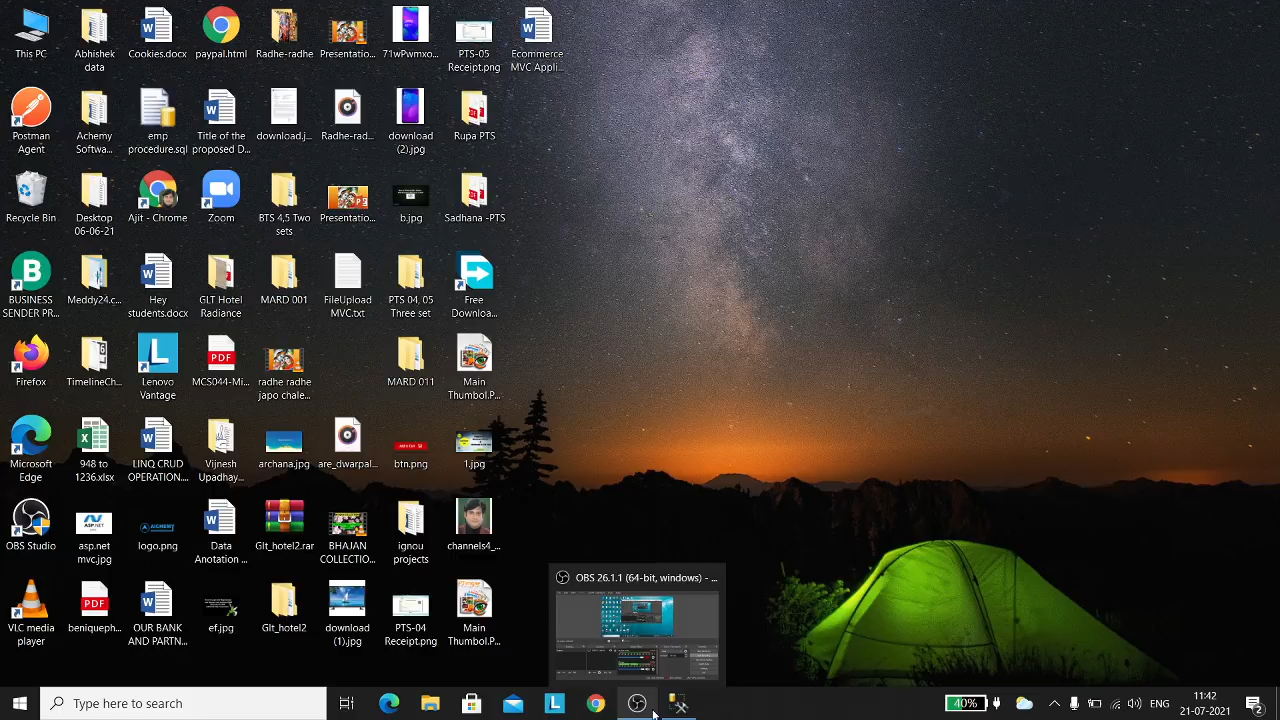 This PC
Abhishek data
Cookies.docx
paypal.html
Radhe-radhe
Presentatio...
71wPwmxo...
PTS-05 Receipt.png
Ecommerce MVC Appli...
Postman Agent
Achemy Softwa...
emp procedure.sql
Title of the proposed D...
download.j...
Radhe-rad...
download (2).jpg
Rupa PTS
Recycle Bin
Desktop 06-06-21
Ajit - Chrome
Zoom
BTS 4,5 Two sets
Presentatio...
b.jpg
Sadhana -PTS
BUSINESS SENDER PR...
Meddy24.c...
Hey students.docx
GLT Hotel Radiance
MARD 001
FileUpload MVC.txt
PTS 04, 05 Three set
Free Downloa...
Firefox
TimelineCh...
Lenovo Vantage
PDF
MCS044-Mi...
radhe radhe japo chale...
MARD 011
Main Thumbol.P...
Microsoft Edge
948 to 1236.xlsx
LINQ CRUD OPERATION...
Vijnesh Upadhay...
archana.jpg
are_dwarpal...
btn.png
1.jpg
OBS Studio
asp.net mvc.jpg
logo.png
Data Anotation ...
Glt_hotel2.rar
BHAJAN COLLECTIO...
ignou projects
channels4_...
VLC media player
PDF
beniqueph...
OUR BANK AND PARTN...
ef.jpg
Glt_hotel2
download (1).jpg
PTS-04 Receipt.png
Main Thumbol.P...
OBS 26.1.1 (64-bit, windows) - ...
Type here to search
40%
ENG
11:42
21-07-2021